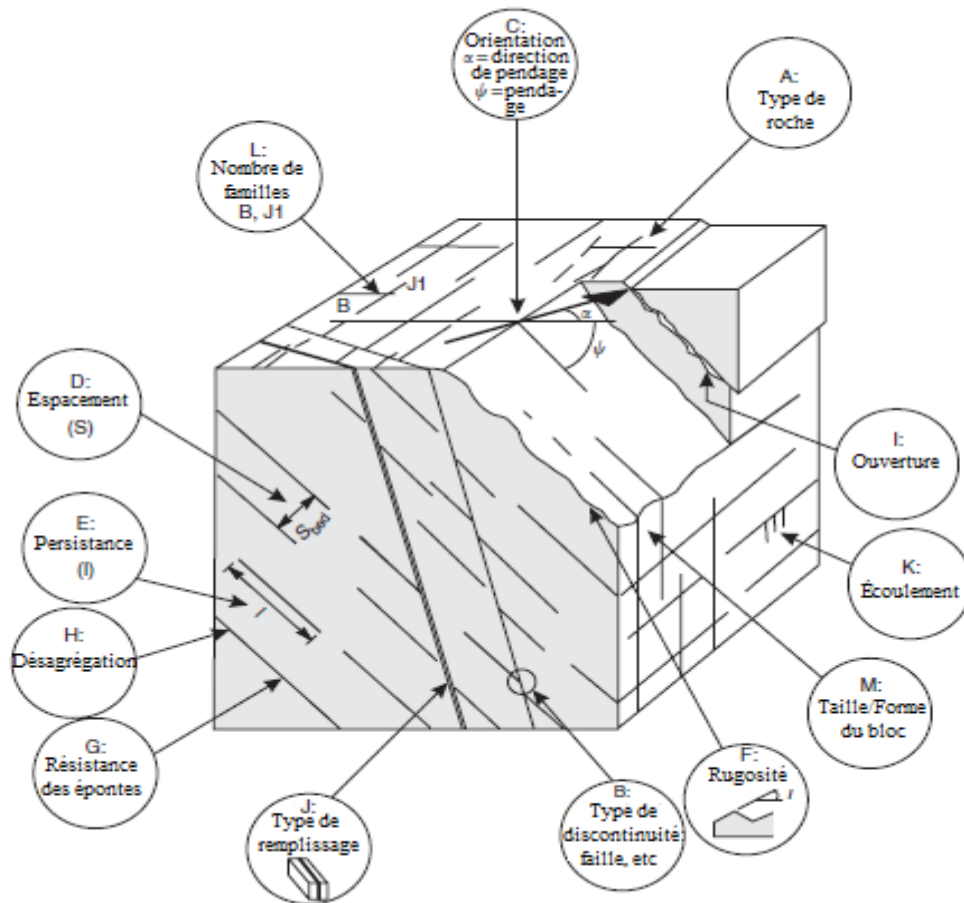 C:
Orientation
α = direction
de pendage
ψ = penda-
ge
A:
Type de
roche
L:
Nombre de
familles
B, J1
J1
B
α
ψ
D:
Espacement
(S)
S
I:
Ouverture
E:
Persistance
(l)
l
K:
Écoulement
H:
Désagrégation
M:
Taille/Forme
du bloc
G:
Résistance
des épontes
F:
Rugosité
i
J:
Type de
remplissage
B:
Type de
discontinuité:
faille, etc